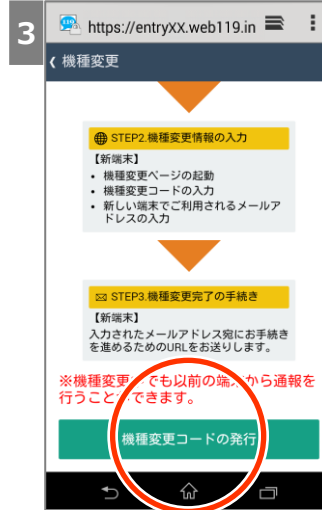 3
119
https://entryXX.web119.in
機種変更
STEP2.機種変更情報の入力
【新端末】
・ 機種変更ページの起動
・ 機種変更コードの入力
・ 新しい端末でご利用されるメールア
ドレスの入力
STEP3.機種変更完了の手続き
【新端末】
入力されたメールアドレス宛にお手続き
を進めるためのURLをお送りします。
※機種変更 でも以前の端 から通報を
行うこと できます。
機種変更コードの発行